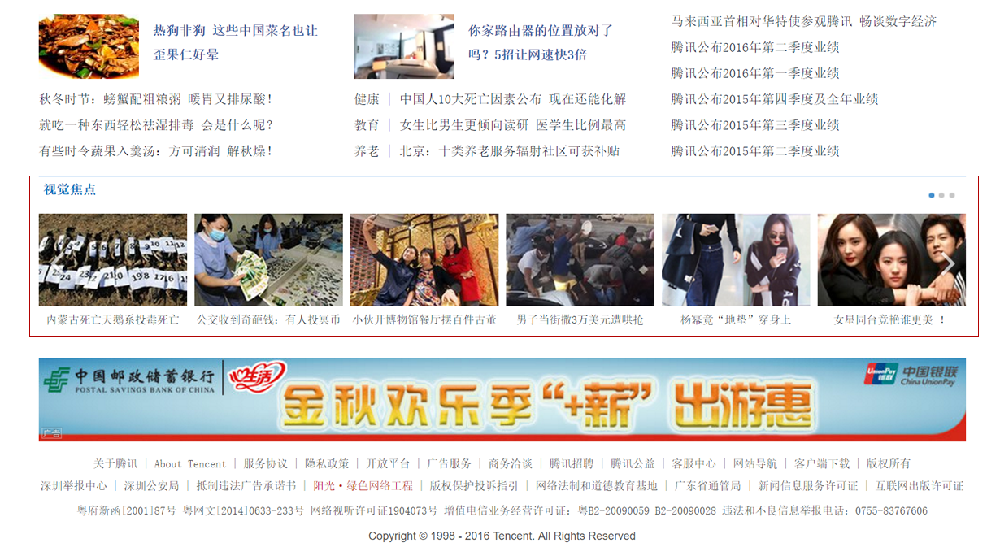 热狗非狗 这些中国菜名也让
歪果仁好晕
秋冬时节：螃蟹配粗粮粥 暖胃又排尿酸！
就吃一种东西轻松祛湿排毒 会是什么呢？
有些时令蔬果入羹汤：方可清润 解秋燥！
你家路由器的位置放对了
吗？5招让网速快3倍
健康 | 中国人10大死亡因素公布 现在还能化解
教育 | 女生比男生更倾向读研 医学生比例最高
养老 | 北京：十类养老服务辐射社区可获补贴
马来西亚首相对华特使参观腾讯 畅谈数字经济
腾讯公布2016年第二季度业绩
腾讯公布2016年第一季度业绩
腾讯公布2015年第四季度及全年业绩
腾讯公布2015年第三季度业绩
腾讯公布2015年第二季度业绩
视觉焦点
内蒙古死亡天鹅系投毒死亡
公交收到奇葩钱：有人投冥币
小伙开博物馆餐厅摆百件古董
男子当街撒3万美元遭哄抢
杨幂竞“地垫”穿身上
女星同台竞艳谁更美 ！
中国邮政储蓄银行
POSTAL SAVINGS BANK OF CHINA
心生活
金秋欢乐季“+薪”出游惠
UnionPay
银联
中国银联
China UnionPay
广告
关于腾讯 | About Tencent | 服务协议 | 隐私政策 | 开放平台 | 广告服务 | 商务洽谈 | 腾讯招聘 | 腾讯公益 | 客服中心 | 网站导航 | 客户端下载 | 版权所有
深圳举报中心 | 深圳公安局 | 抵制违法广告承诺书 | 阳光·绿色网络工程 | 版权保护投诉指引 | 网络法制和道德教育基地 | 广东省通管局 | 新闻信息服务许可证 | 互联网出版许可证
粤府新函[2001]87号 粤网文[2014]0633-233号 网络视听许可证1904073号 增值电信业务经营许可证：粤B2-20090059 B2-20090028 违法和不良信息举报电话：0755-83767606
Copyright © 1998 - 2016 Tencent. All Rights Reserved